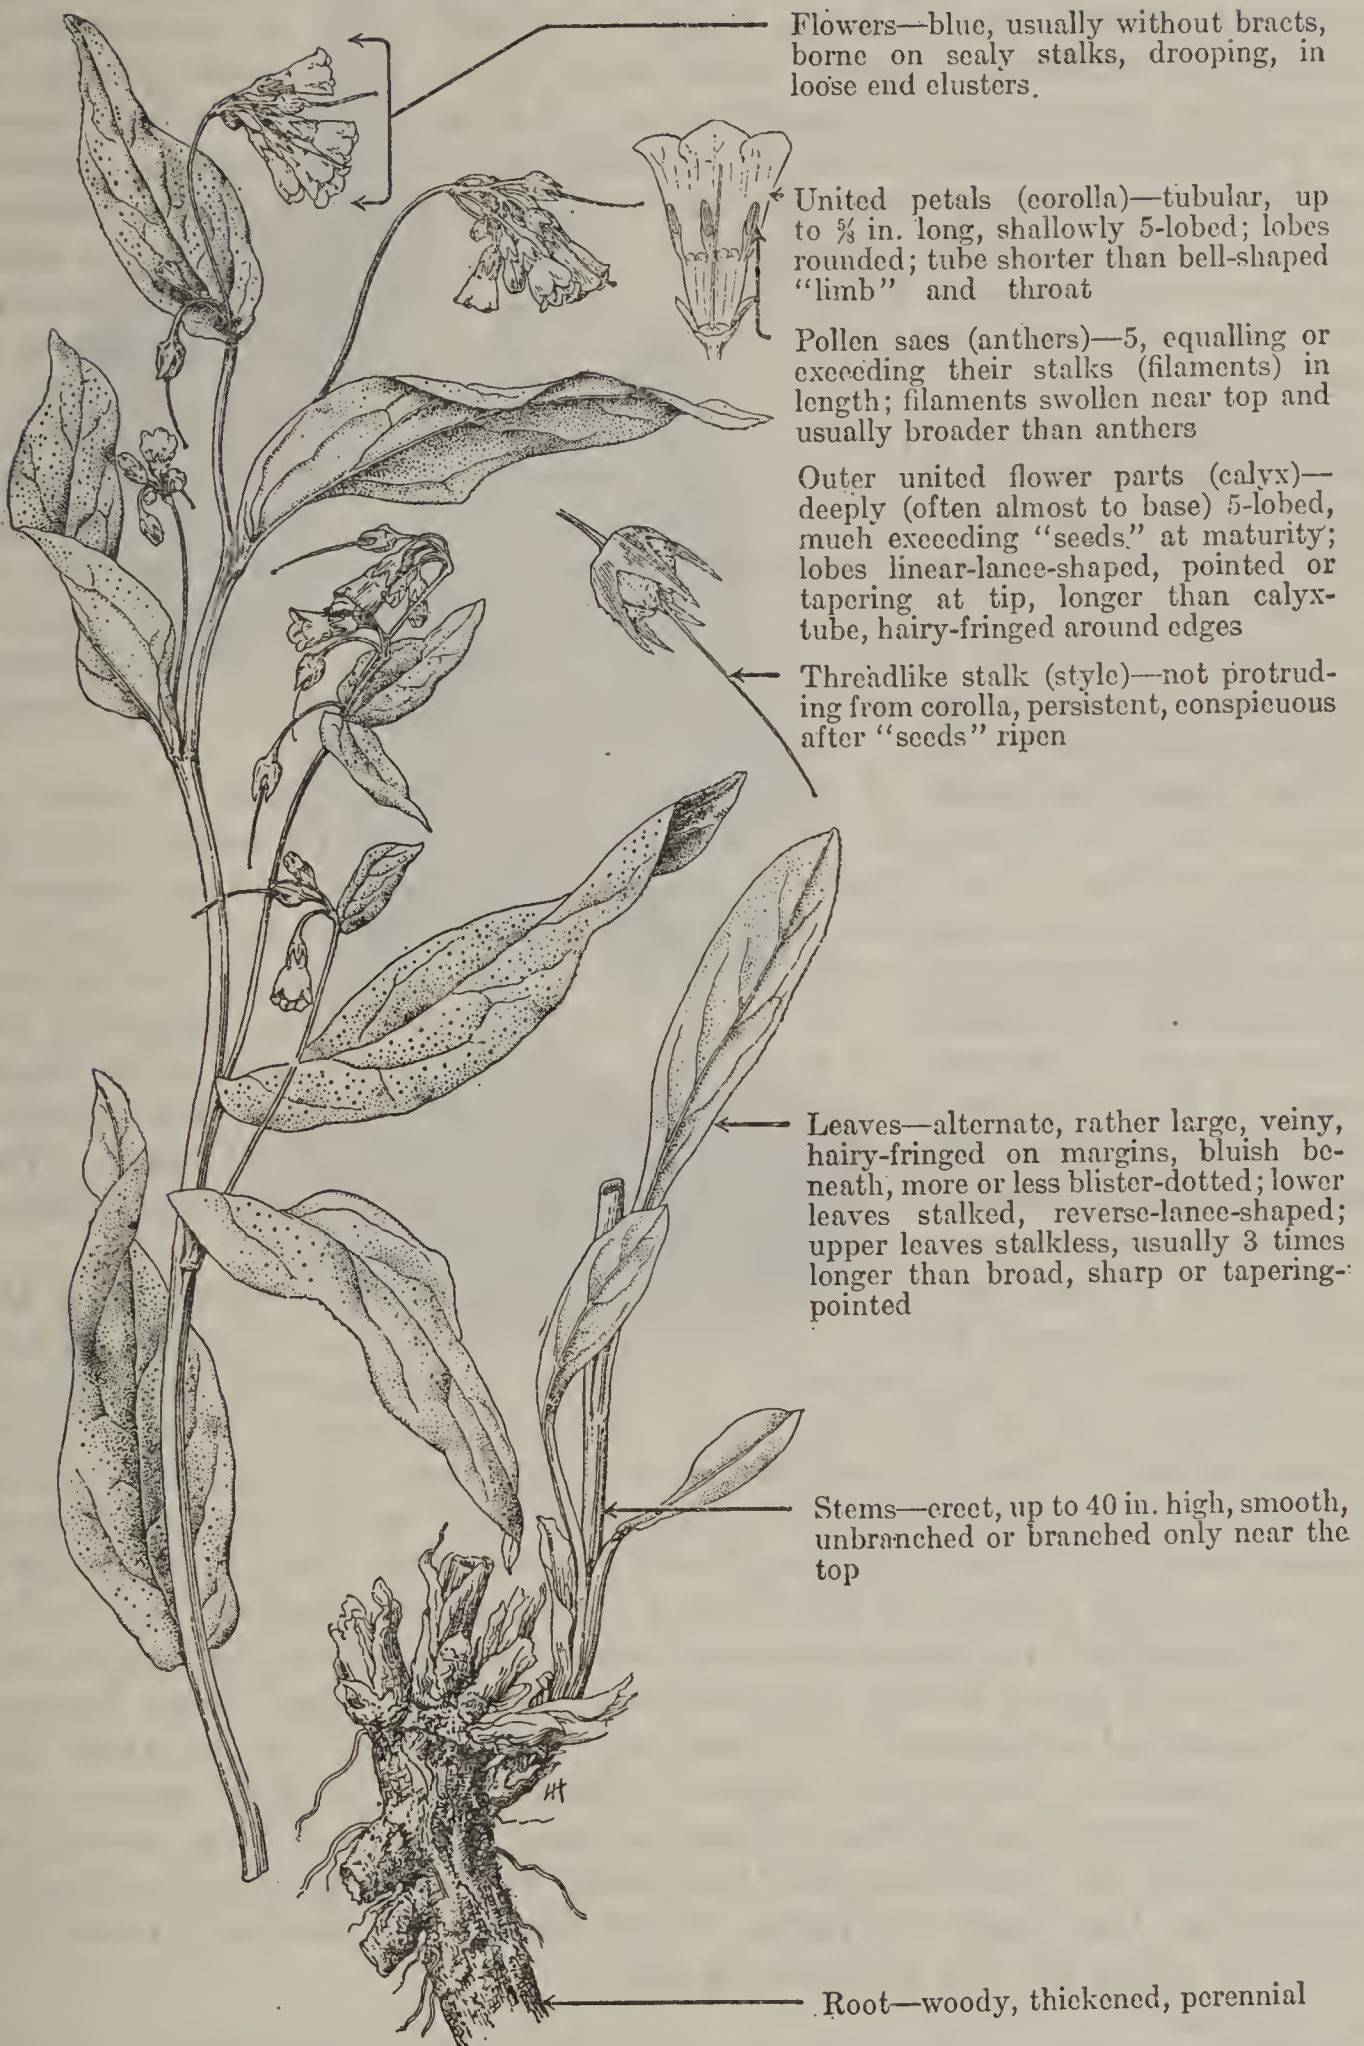 Flowers—blue, usually without bracts,
borne on scaly stalks, drooping, in
loose end clusters.
United petals (corolla)—tubular, up
to ⅝ in. long, shallowly 5-lobed; lobes
rounded; tube shorter than bell-shaped
“limb” and throat
Pollen sacs (anthers)—5, equalling or
exceeding their stalks (filaments) in
length; filaments swollen near top and
usually broader than anthers
Outer united flower parts (calyx)—
deeply (often almost to base) 5-lobed,
much exceeding “seeds” at maturity;
lobes linear-lance-shaped, pointed or
tapering at tip, longer than calyx-
tube, hairy-fringed around edges
Threadlike stalk (style)—not protrud-
ing from corolla, persistent, conspicuous
after “seeds” ripen
Leaves—alternate, rather large, veiny,
hairy-fringed on margins, bluish be-
neath, more or less blister-dotted; lower
leaves stalked, reverse-lance-shaped;
upper leaves stalkless, usually 3 times
longer than broad, sharp or tapering-
pointed
Stems—erect, up to 40 in. high, smooth,
unbranched or branched only near the
top
Root—woody, thickened, perennial